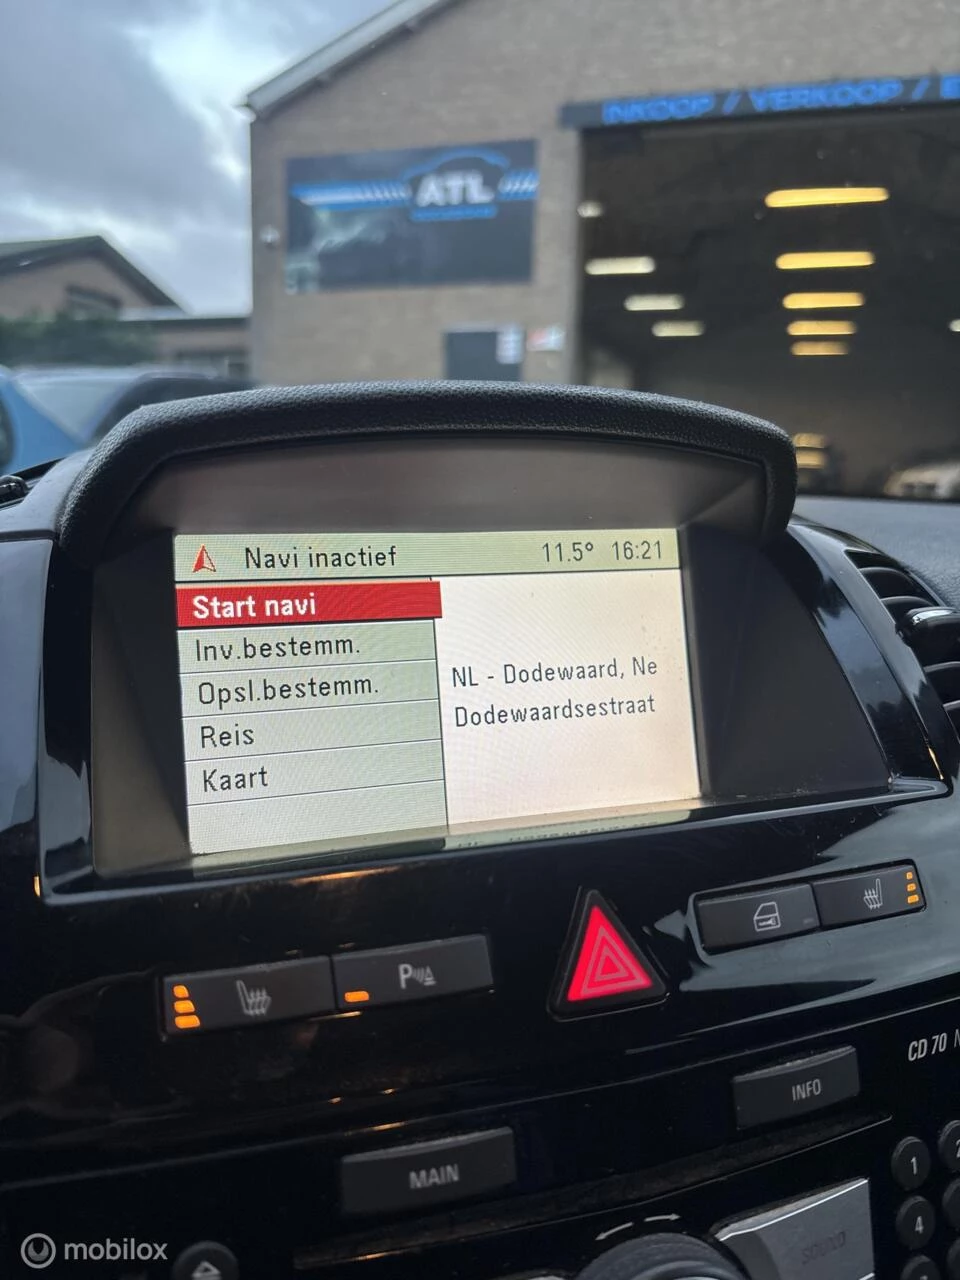 INKOOP / VERKOOP /
ATL
Navi inactief 11.5° 16:21
Start navi
Inv.bestemm.
Opsl.bestemm.
Reis
Kaart
NL - Dodewaard, Ne
Dodewaardsestraat
P
CD 70
INFO
MAIN
1
4
SOUND
mobilox